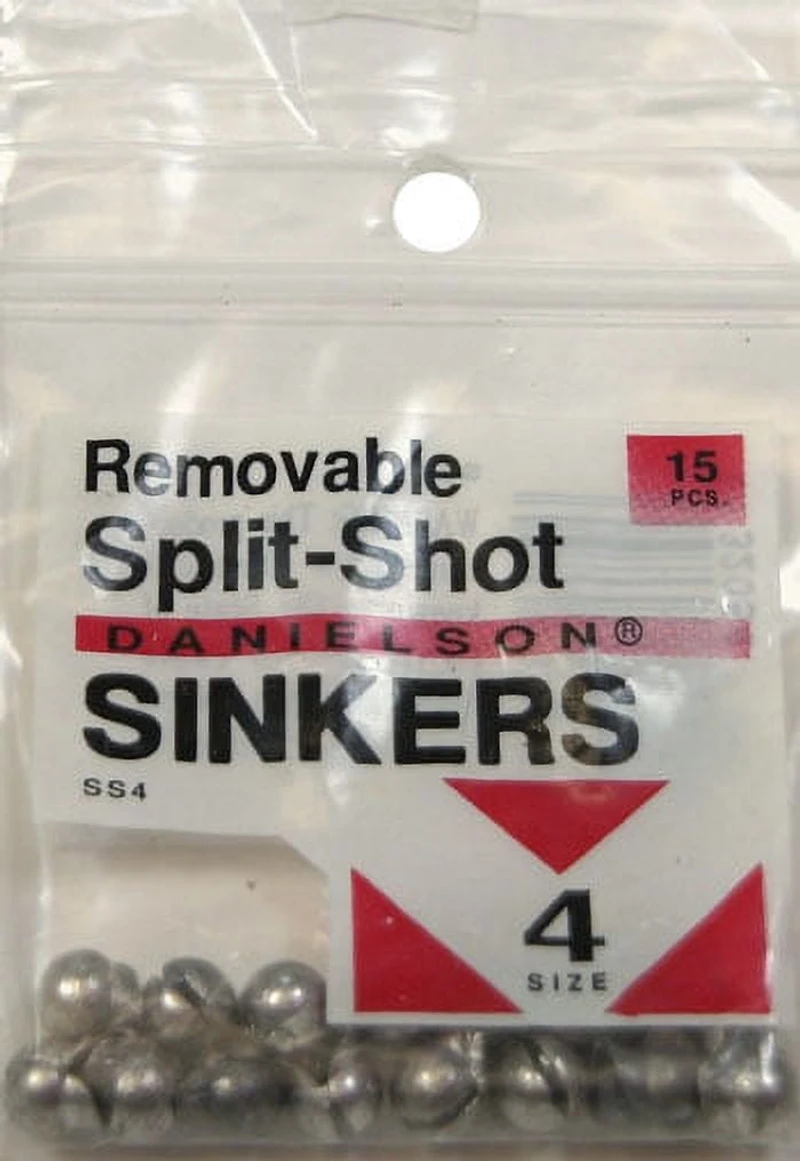 Removable
15
PCS.
Split-Shot
DANIELSON®
SINKERS
SS4
4
SIZE